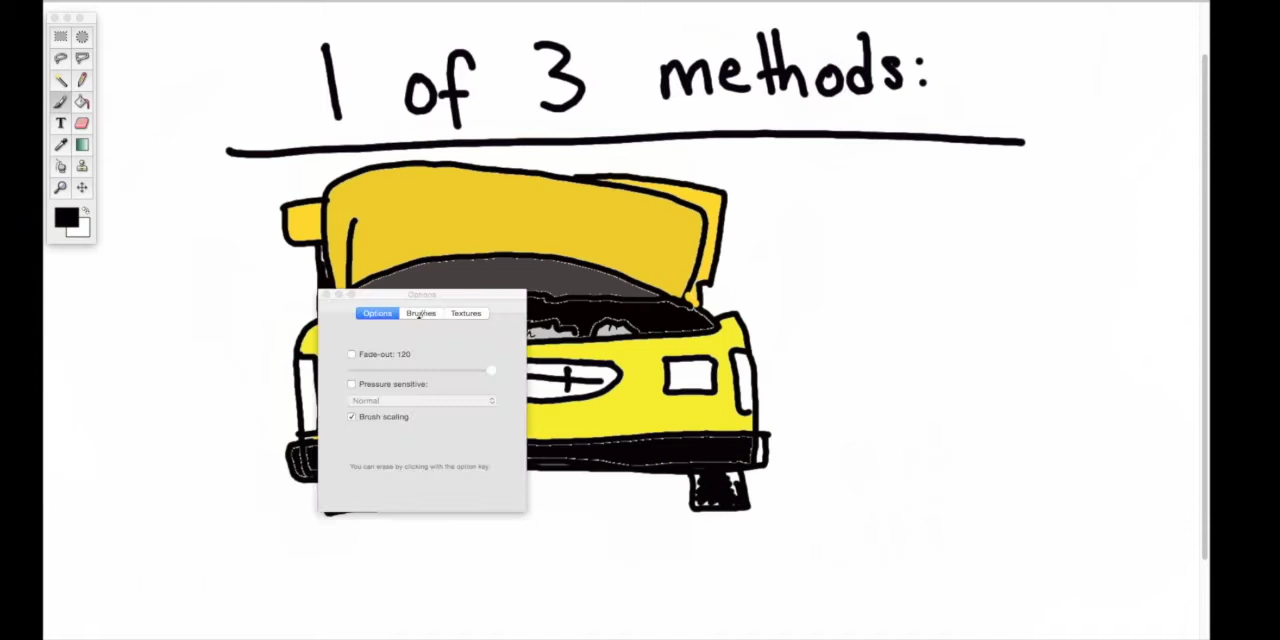 1 of 3 methods:
T
Options
Options Brushes Textures
Fade-out: 120
Pressure sensitive:
Normal
Brush scaling
You can erase by clicking with the option key.